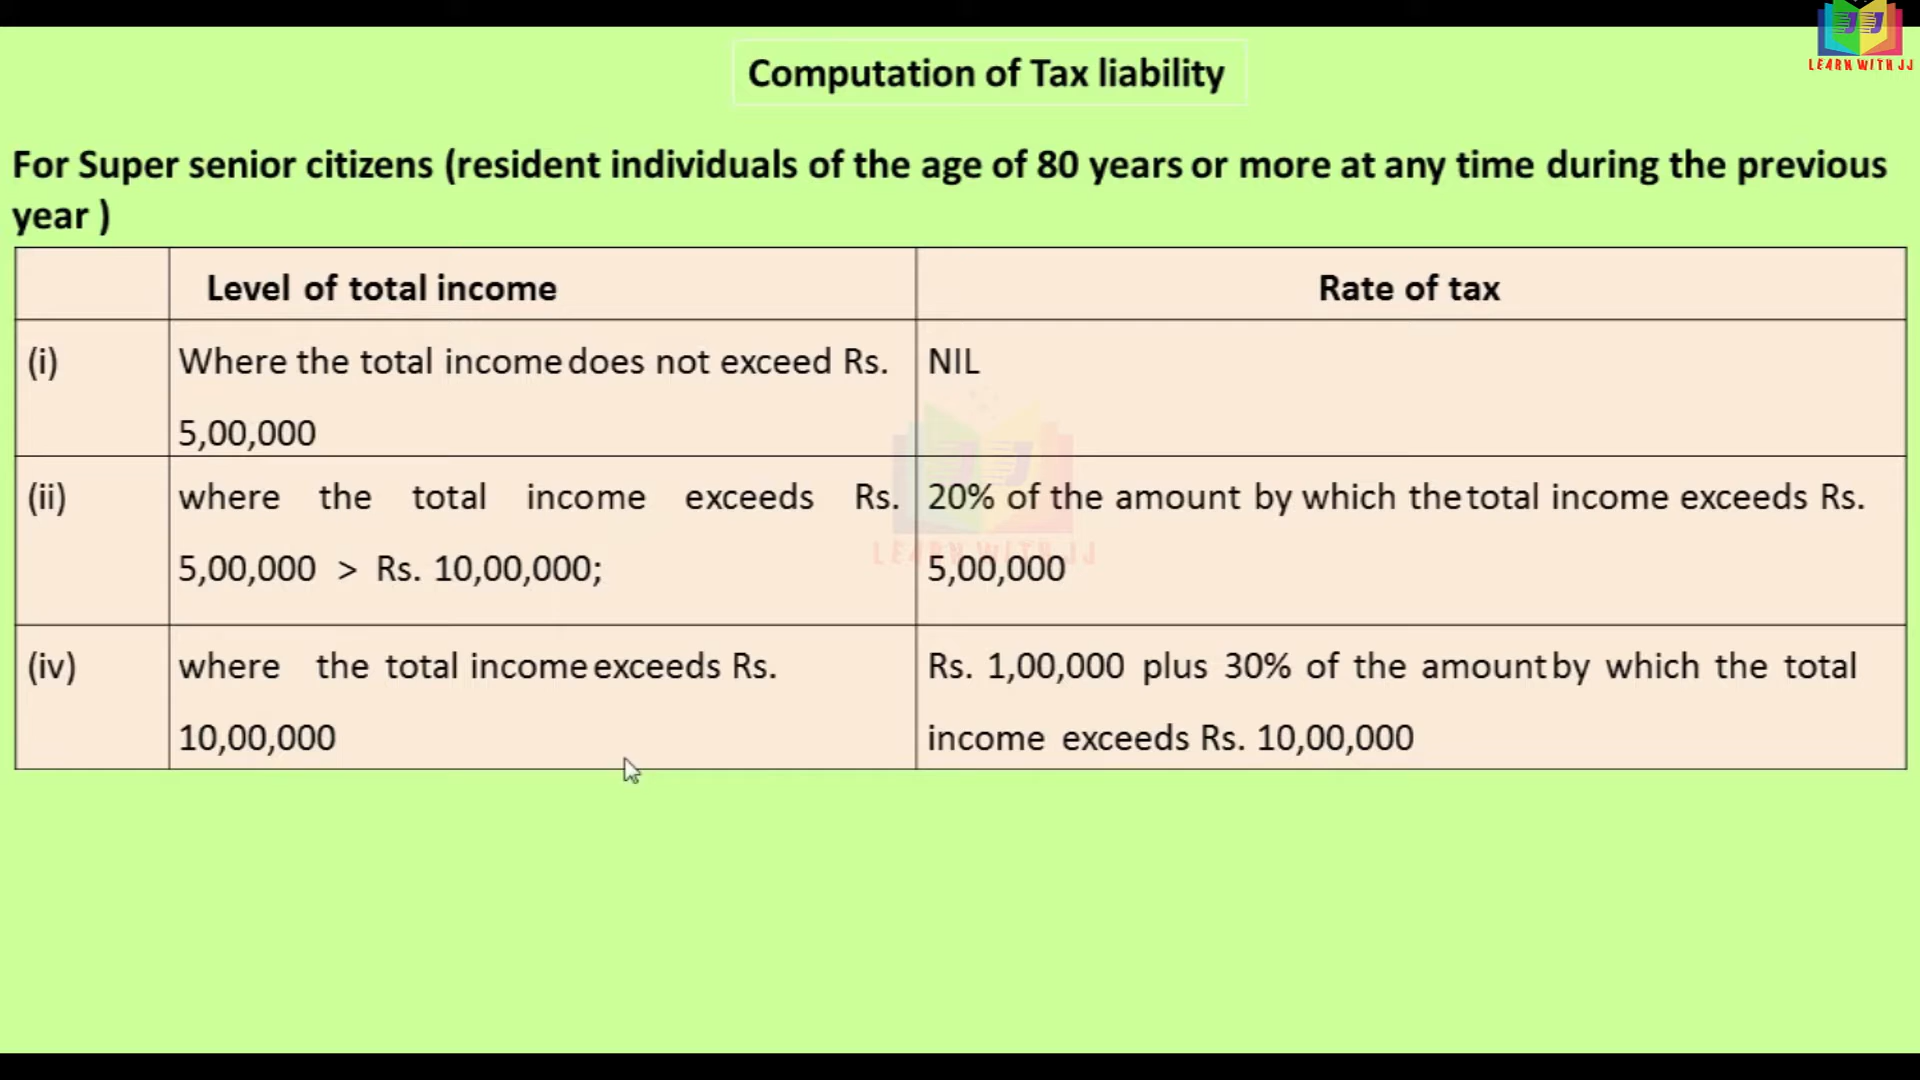 LEARN WITH JJ
Computation of Tax liability
For Super senior citizens (resident individuals of the age of 80 years or more at any time during the previous
year )
Level of total income
Rate of tax
(i)
Where the total income does not exceed Rs.
5,00,000
NIL
(ii)
where the total income exceeds Rs.
5,00,000 > Rs. 10,00,000;
20% of the amount by which the total income exceeds Rs.
5,00,000
LEARN WITH JJ
(iv)
where the total income exceeds Rs.
10,00,000
Rs. 1,00,000 plus 30% of the amount by which the total
income exceeds Rs. 10,00,000